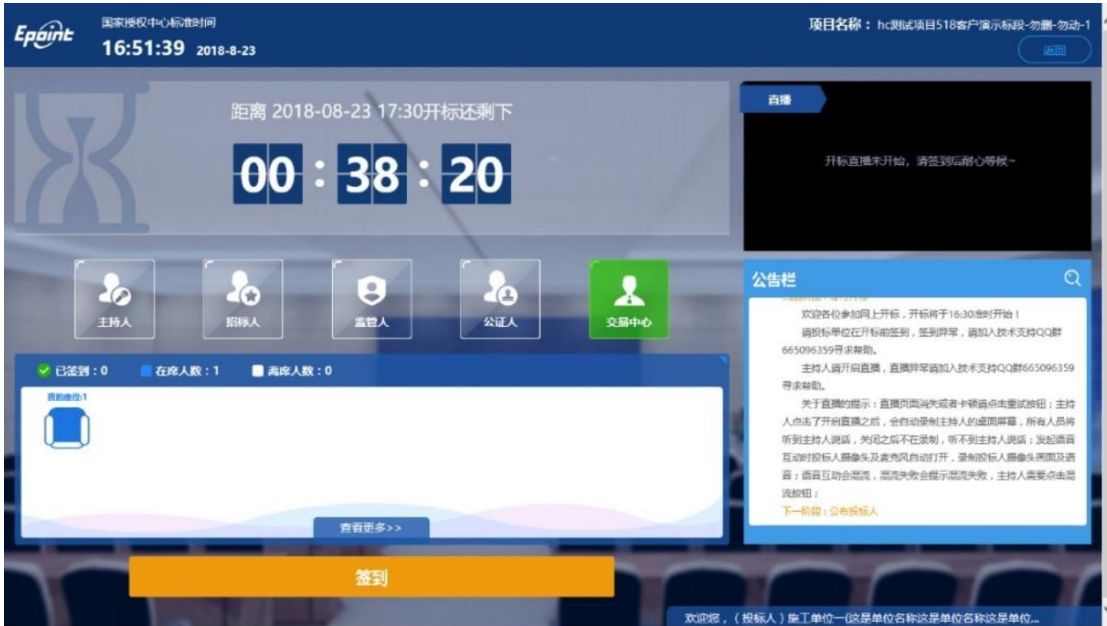 Epoint
国家授权中心标准时间
16:51:39 2018-8-23
项目名称：hc测试项目518客户演示标段-勿删-勿动-1
返回
距离 2018-08-23 17:30开标还剩下
00 : 38 : 20
直播
开标直播未开始，请签到后耐心等候~
主持人 招标人 监管人 公证人 交易中心
公告栏
欢迎各位参加网上开标，开标将于16:30准时开始！
请投标单位在开标前签到，签到异常，请加入技术支持QQ群
665096359寻求帮助。
主持人请开启直播，直播异常请加入技术支持QQ群665096359
寻求帮助。
关于直播的提示：直播页面消失或者卡顿请点击重试按钮；主持
人点击了开启直播之后，会自动录制主持人的桌面屏幕，所有人员将
听到主持人说话，关闭之后不在录制，听不到主持人说话；发起语音
互动时投标人摄像头及麦克风自动打开，录制投标人摄像头画面及语
音；语音互动会混流，混流失败会提示混流失败，主持人需要点击混
流按钮；
下一阶段：公布投标人
已签到：0 在席人数：1 离席人数：0
我的座位:1
查看更多>>
签到
欢迎您，（投标人）施工单位一(这是单位名称这是单位名称这是单位...